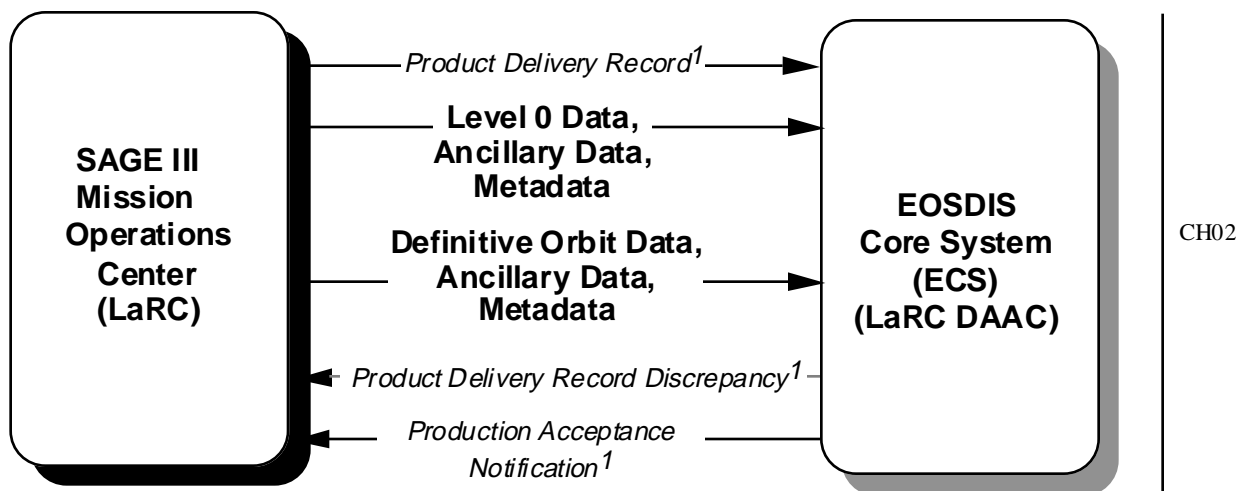 SAGE III
Mission
Operations
Center
(LaRC)
Product Delivery Record1
Level 0 Data,
Ancillary Data,
Metadata
Definitive Orbit Data,
Ancillary Data,
Metadata
Product Delivery Record Discrepancy1
Production Acceptance
Notification1
EOSDIS
Core System
(ECS)
(LaRC DAAC)
CH02